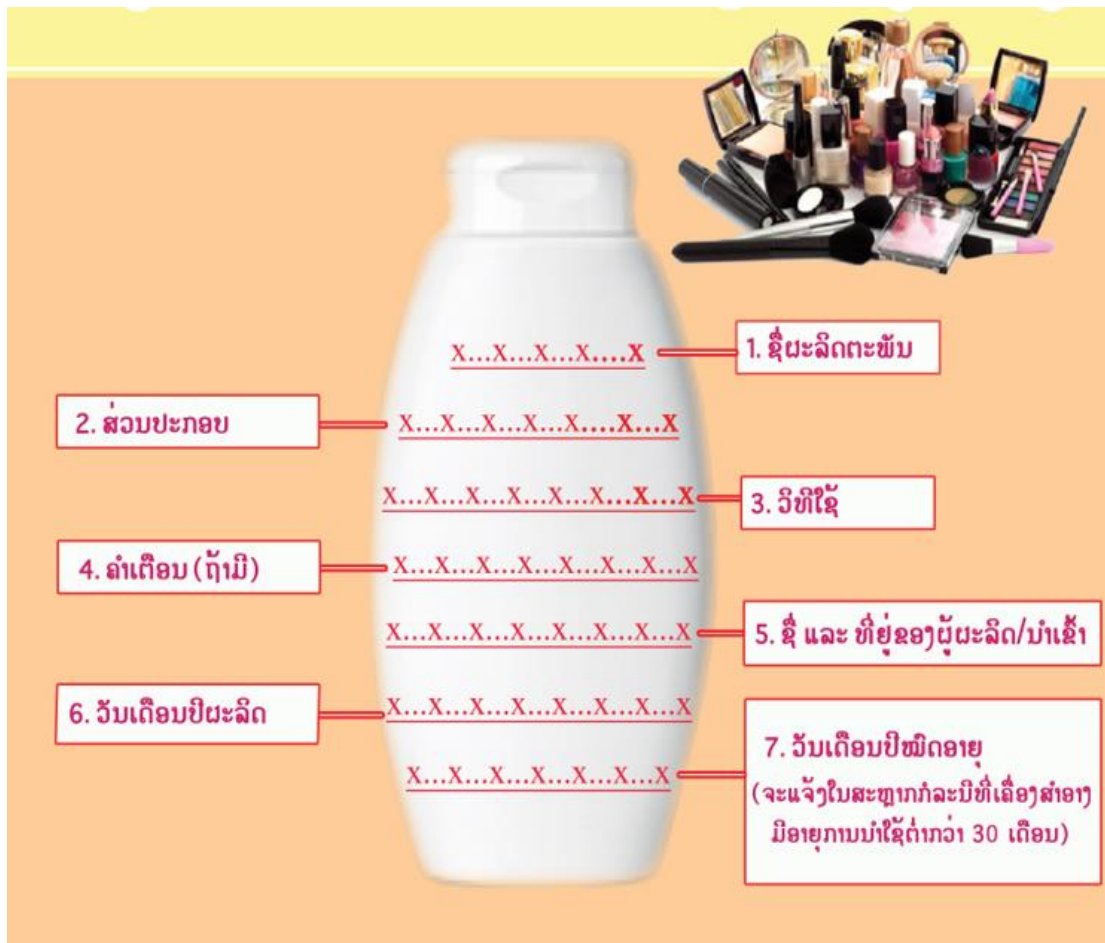 X...X...X...X....X
1. ຊື່ຜະລິດຕະພັນ
2. ສ່ວນປະກອບ
X...X...X...X...X....X...X
X...X...X...X...X...X...X...X
3. ວິທີໃຊ້
4. ຄຳເຕືອນ (ຖ້າມີ)
X...X...X...X...X...X...X...X
X...X...X...X...X...X...X...X
5. ຊື່ ແລະ ທີ່ຢູ່ຂອງຜູ້ຜະລິດ/ນຳເຂົ້າ
6. ວັນເດືອນປີຜະລິດ
X...X...X...X...X...X...X...X
X...X...X...X...X...X...X
7. ວັນເດືອນປີໝົດອາຍຸ
(ຈະແຈ້ງໃນສະຫຼາກກໍລະນີທີ່ເຄື່ອງສຳອາງ
ມີອາຍຸການນຳໃຊ້ຕ່ຳກວ່າ 30 ເດືອນ)